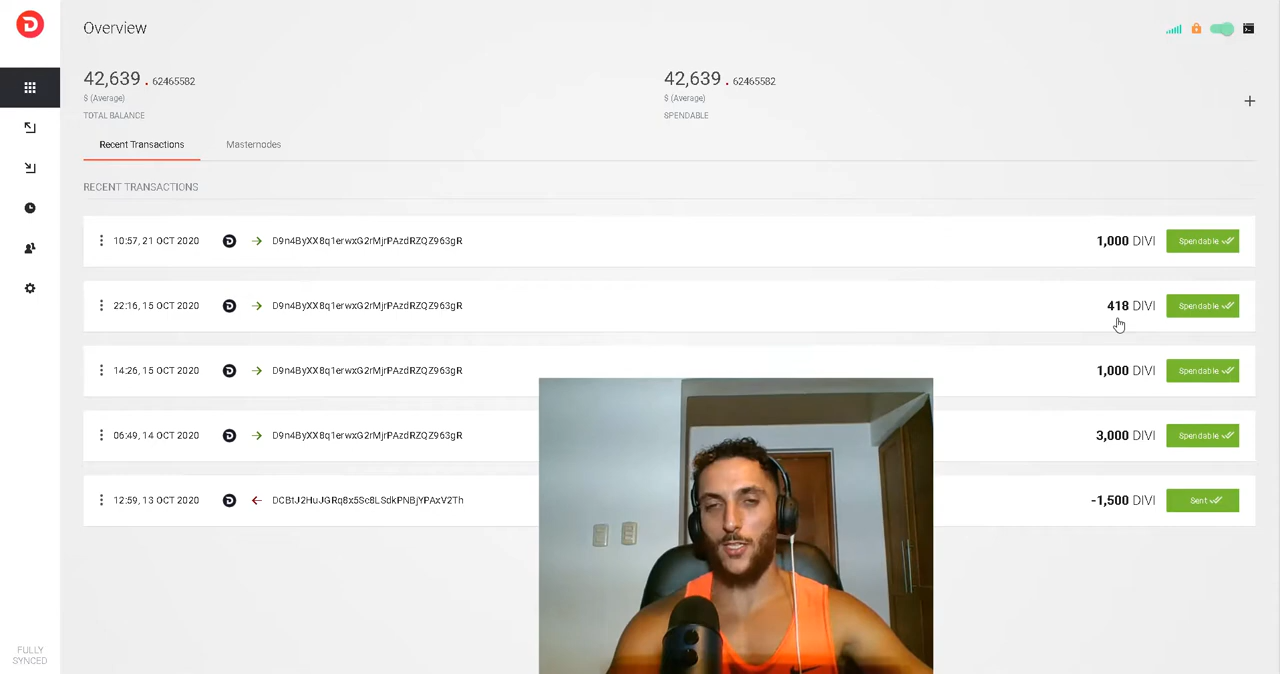 Overview
42,639 . 62465582
$ (Average)
TOTAL BALANCE
42,639 . 62465582
$ (Average)
SPENDABLE
Recent Transactions
Masternodes
RECENT TRANSACTIONS
10:57, 21 OCT 2020 D9n4ByXX8q1erwxG2rMjrPAzdRZQZ963gR 1,000 DIVI Spendable
22:16, 15 OCT 2020 D9n4ByXX8q1erwxG2rMjrPAzdRZQZ963gR 418 DIVI Spendable
14:26, 15 OCT 2020 D9n4ByXX8q1erwxG2rMjrPAzdRZQZ963gR 1,000 DIVI Spendable
06:49, 14 OCT 2020 D9n4ByXX8q1erwxG2rMjrPAzdRZQZ963gR 3,000 DIVI Spendable
12:59, 13 OCT 2020 DCBtJ2HuJGRq8x5Sc8LSdkPNBjYPAxV2Th -1,500 DIVI Sent
FULLY
SYNCED